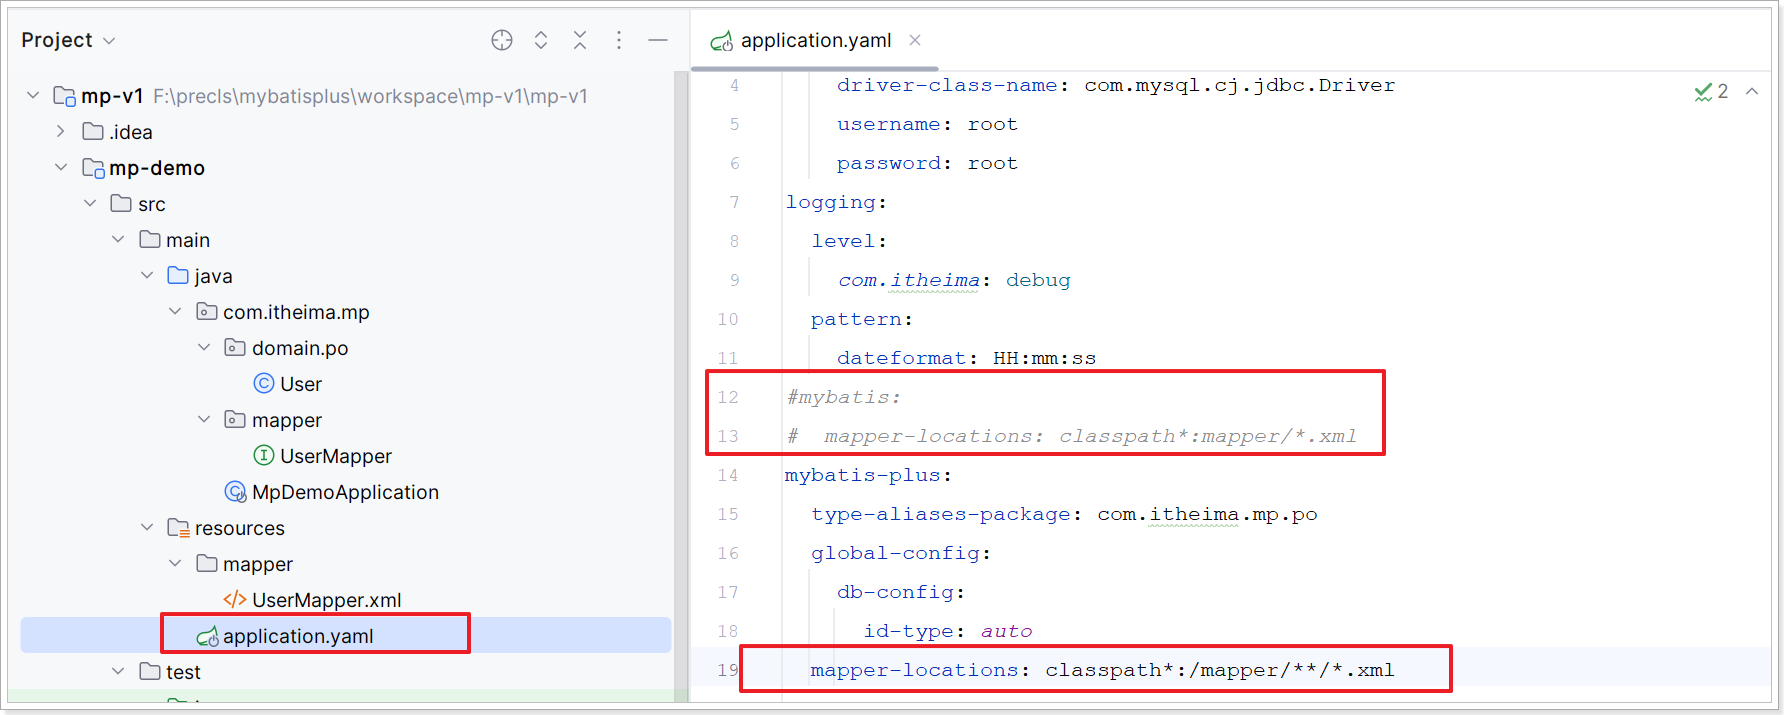 Project
mp-v1 F:\precls\mybatisplus\workspace\mp-v1\mp-v1
.idea
mp-demo
src
main
java
com.itheima.mp
domain.po
User
mapper
UserMapper
MpDemoApplication
resources
mapper
UserMapper.xml
application.yaml
test
application.yaml
2
4 driver-class-name: com.mysql.cj.jdbc.Driver
5 username: root
6 password: root
7 logging:
8 level:
9 com.itheima: debug
10 pattern:
11 dateformat: HH:mm:ss
12 #mybatis:
13 #  mapper-locations: classpath*:mapper/*.xml
14 mybatis-plus:
15 type-aliases-package: com.itheima.mp.po
16 global-config:
17 db-config:
18 id-type: auto
19 mapper-locations: classpath*:/mapper/**/*.xml